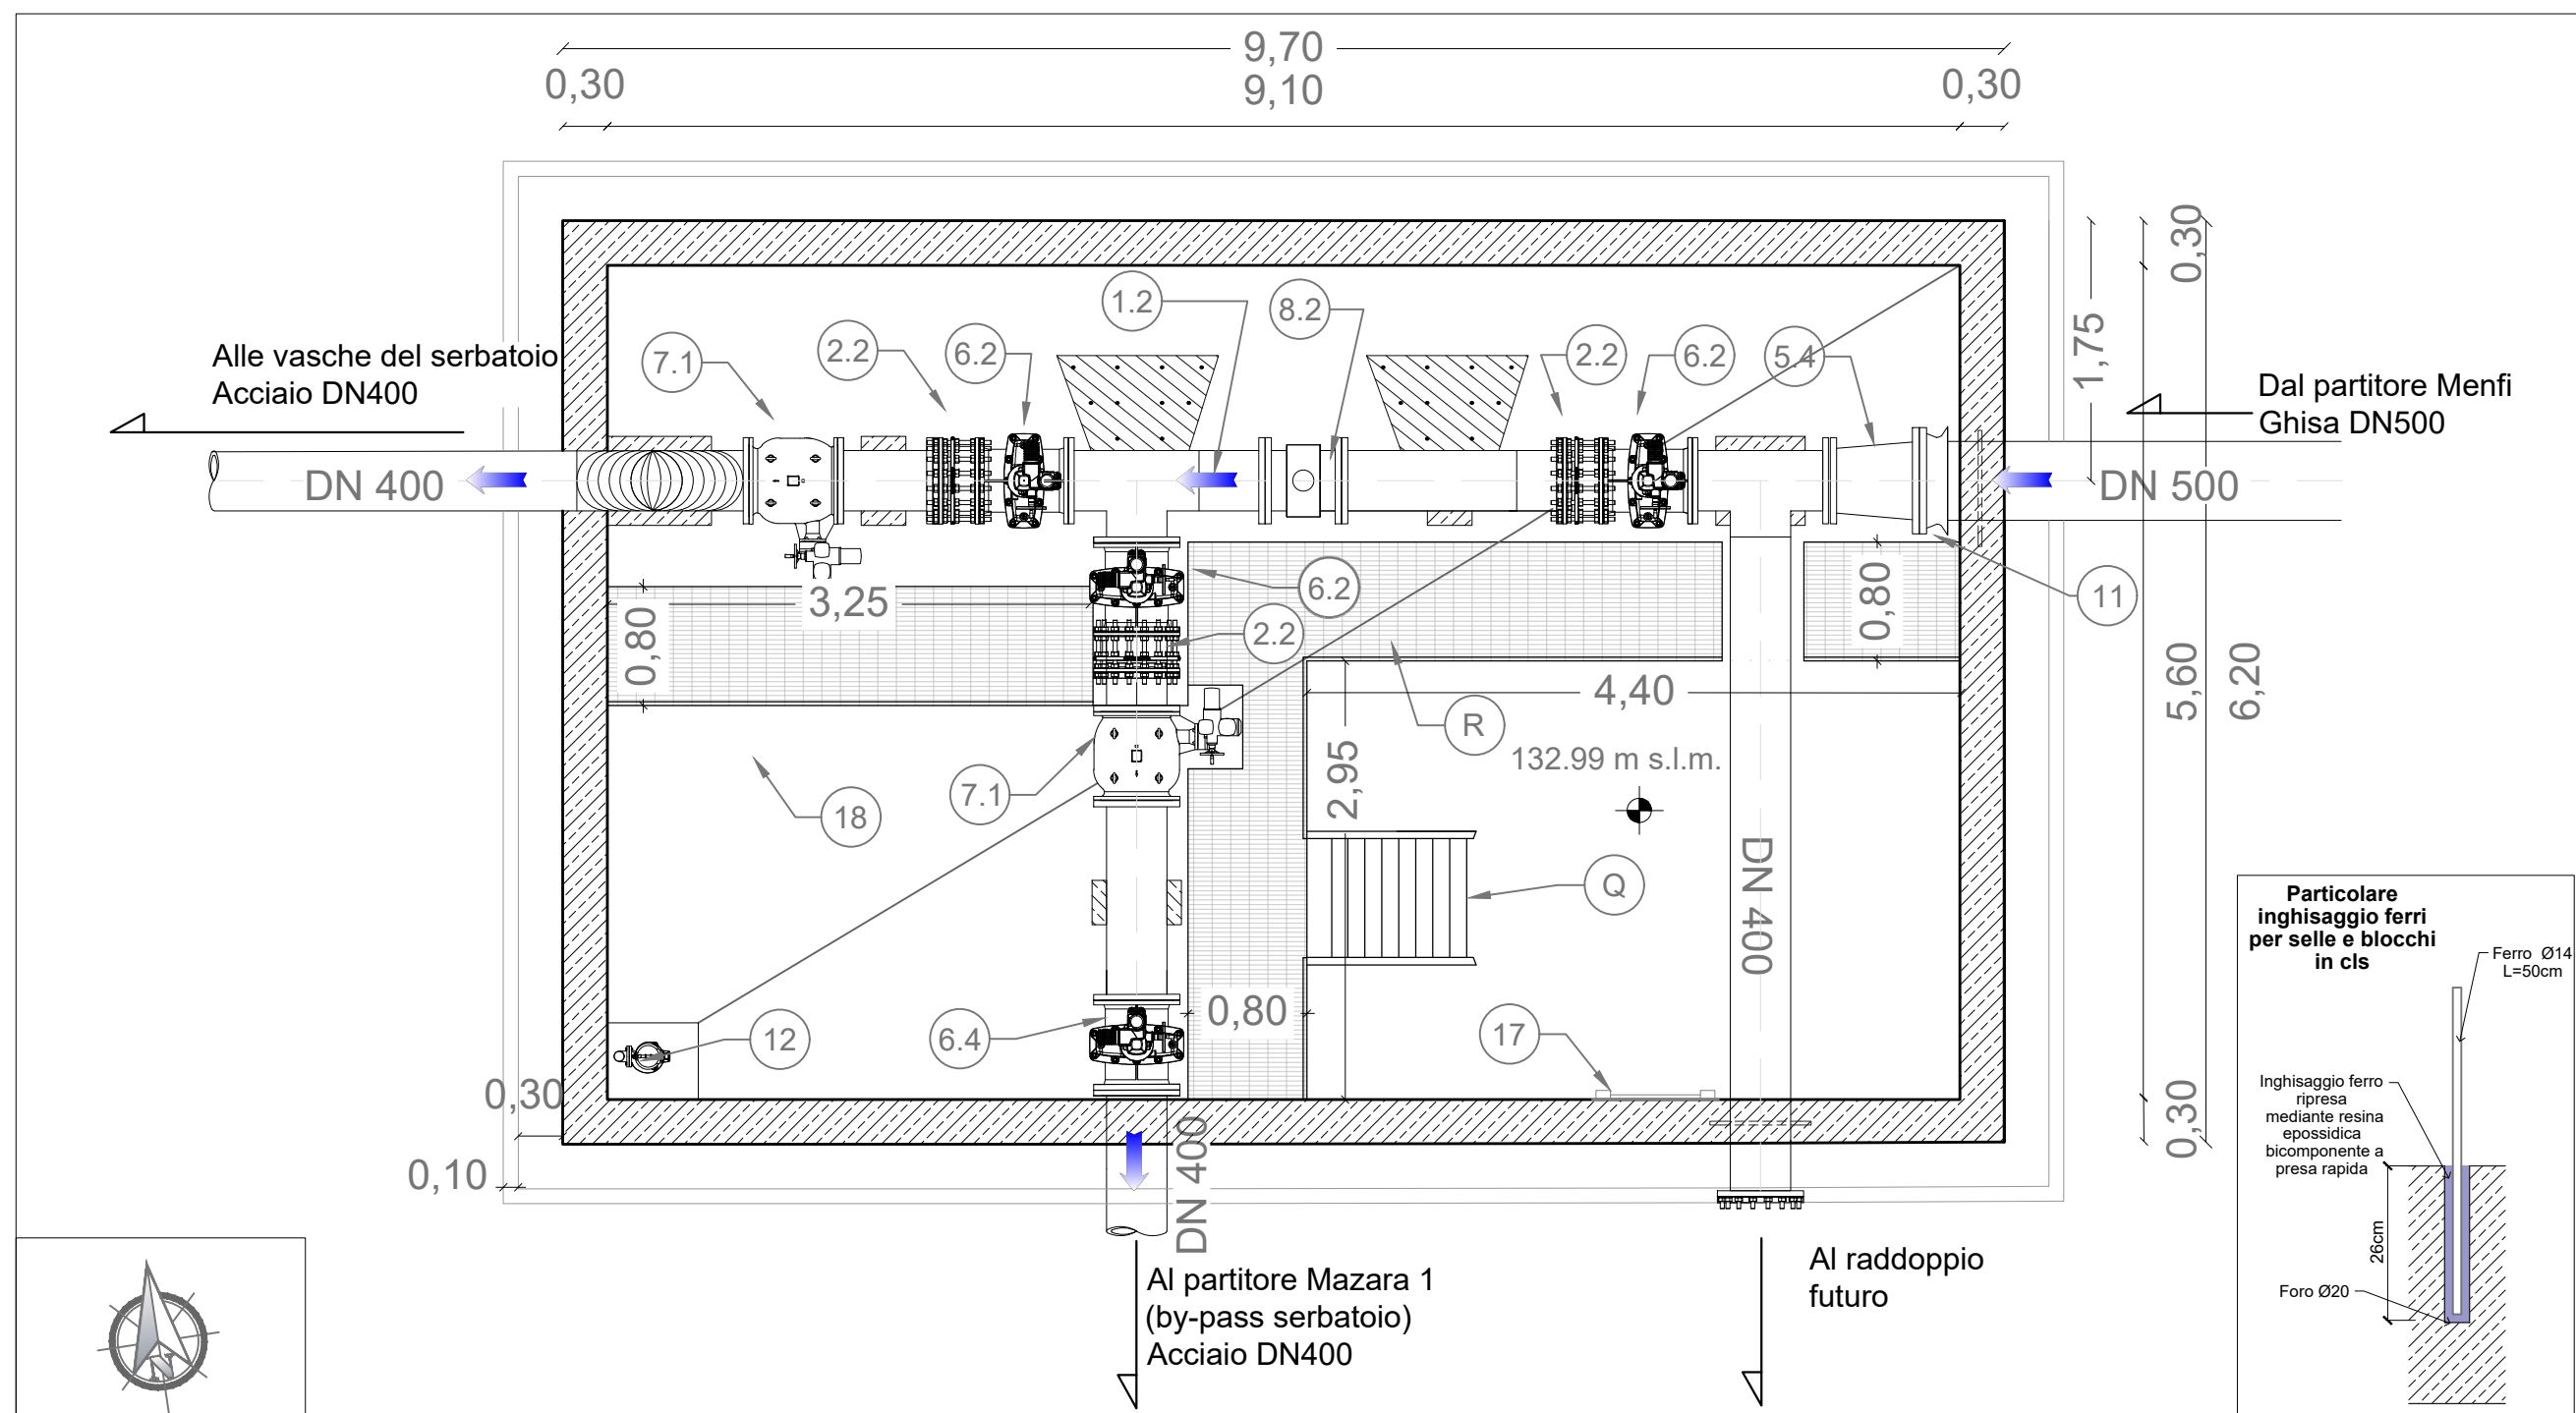 9,70
0,30
9,10
0,30
0,30
1,75
1.2
8.2
7.1
2.2
6.2
2.2
6.2
5.4
Alle vasche del serbatoio
Acciaio DN400
Dal partitore Menfi
Ghisa DN500
DN 400
DN 500
6.2
11
3,25
0,80
0,80
2.2
5,60
6,20
4,40
R
132.99 m s.l.m.
2,95
7.1
18
Q
DN 400
0,80
17
12
6.4
0,30
0,30
0,10
DN 400
Al partitore Mazara 1
(by-pass serbatoio)
Acciaio DN400
Al raddoppio
futuro
N
Particolare
inghisaggio ferri
per selle e blocchi
in cls
Ferro Ø14
L=50cm
Inghisaggio ferro
ripresa
mediante resina
epossidica
bicomponente a
presa rapida
26cm
Foro Ø20